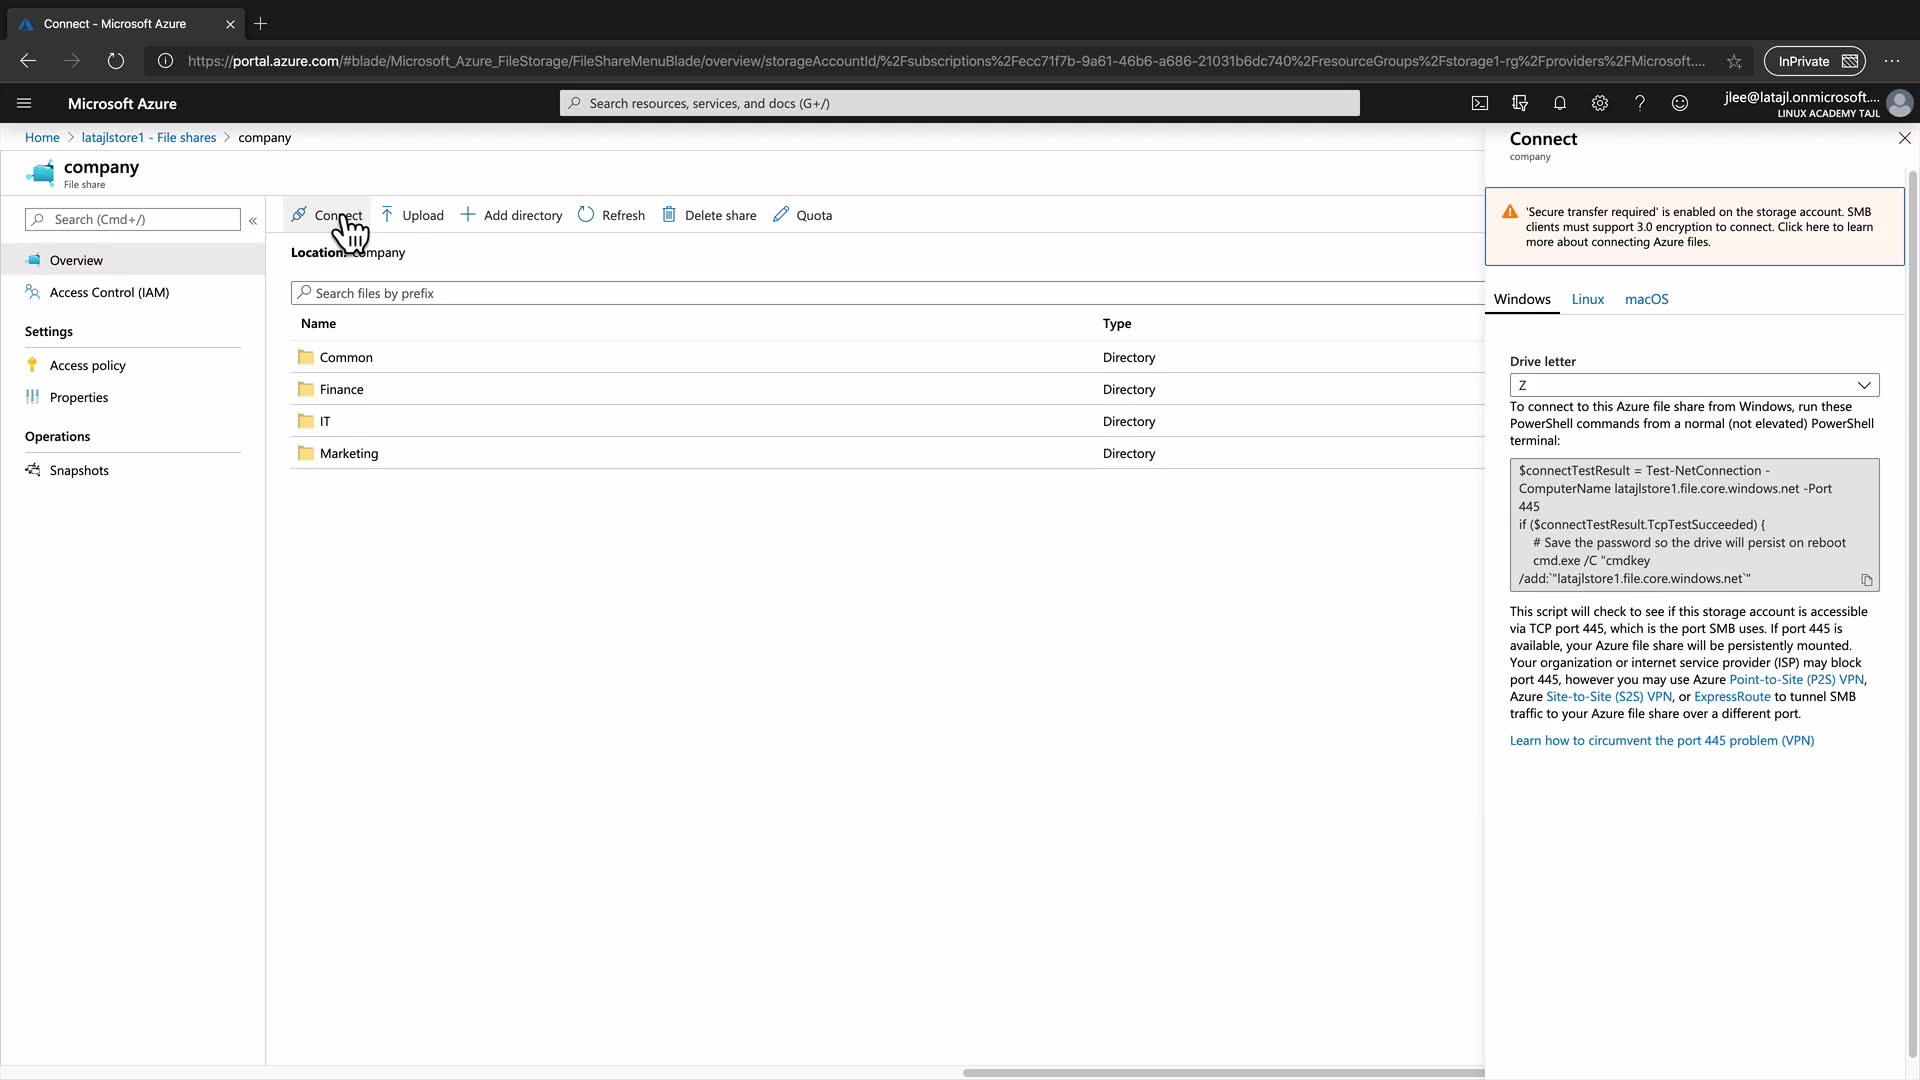 Connect - Microsoft Azure
https://portal.azure.com/#blade/Microsoft_Azure_FileStorage/FileShareMenuBlade/overview/storageAccountId/%2Fsubscriptions%2Fecc71f7b-9a61-46b6-a686-21031b6dc740%2FresourceGroups%2Fstorage1-rg%2Fproviders%2FMicrosoft....
InPrivate
Microsoft Azure
Search resources, services, and docs (G+/)
jlee@latajl.onmicrosoft....
LINUX ACADEMY TAJL
Home > latajlstore1 - File shares > company
company
File share
Search (Cmd+/)
Overview
Access Control (IAM)
Settings
Access policy
Properties
Operations
Snapshots
Connect Upload Add directory Refresh Delete share Quota
Location: company
Search files by prefix
Name Type
Common Directory
Finance Directory
IT Directory
Marketing Directory
Connect
company
'Secure transfer required' is enabled on the storage account. SMB
clients must support 3.0 encryption to connect. Click here to learn
more about connecting Azure files.
Windows Linux macOS
Drive letter
Z
To connect to this Azure file share from Windows, run these
PowerShell commands from a normal (not elevated) PowerShell
terminal:
$connectTestResult = Test-NetConnection -
ComputerName latajlstore1.file.core.windows.net -Port
445
if ($connectTestResult.TcpTestSucceeded) {
# Save the password so the drive will persist on reboot
cmd.exe /C "cmdkey
/add:`"latajlstore1.file.core.windows.net`"
This script will check to see if this storage account is accessible
via TCP port 445, which is the port SMB uses. If port 445 is
available, your Azure file share will be persistently mounted.
Your organization or internet service provider (ISP) may block
port 445, however you may use Azure Point-to-Site (P2S) VPN,
Azure Site-to-Site (S2S) VPN, or ExpressRoute to tunnel SMB
traffic to your Azure file share over a different port.
Learn how to circumvent the port 445 problem (VPN)